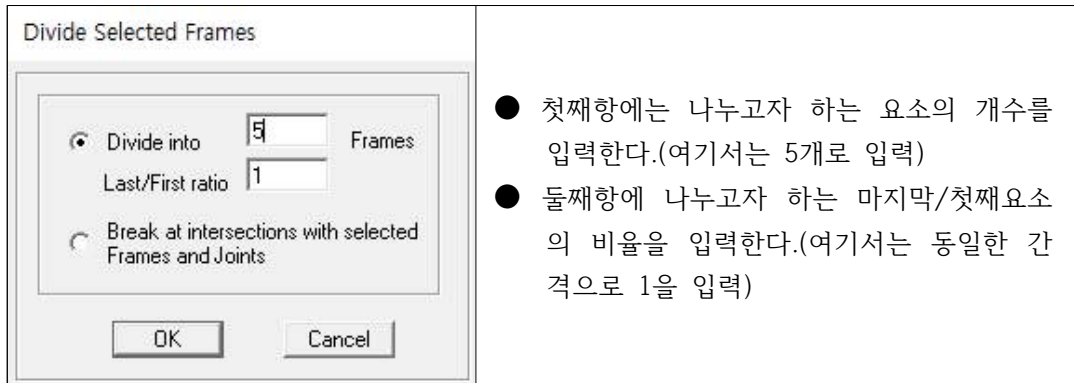 Divide Selected Frames
Divide into 5 Frames
Last/First ratio 1
Break at intersections with selected
Frames and Joints
OK Cancel
● 첫째항에는 나누고자 하는 요소의 개수를
입력한다.(여기서는 5개로 입력)
● 둘째항에 나누고자 하는 마지막/첫째요소
의 비율을 입력한다.(여기서는 동일한 간
격으로 1을 입력)